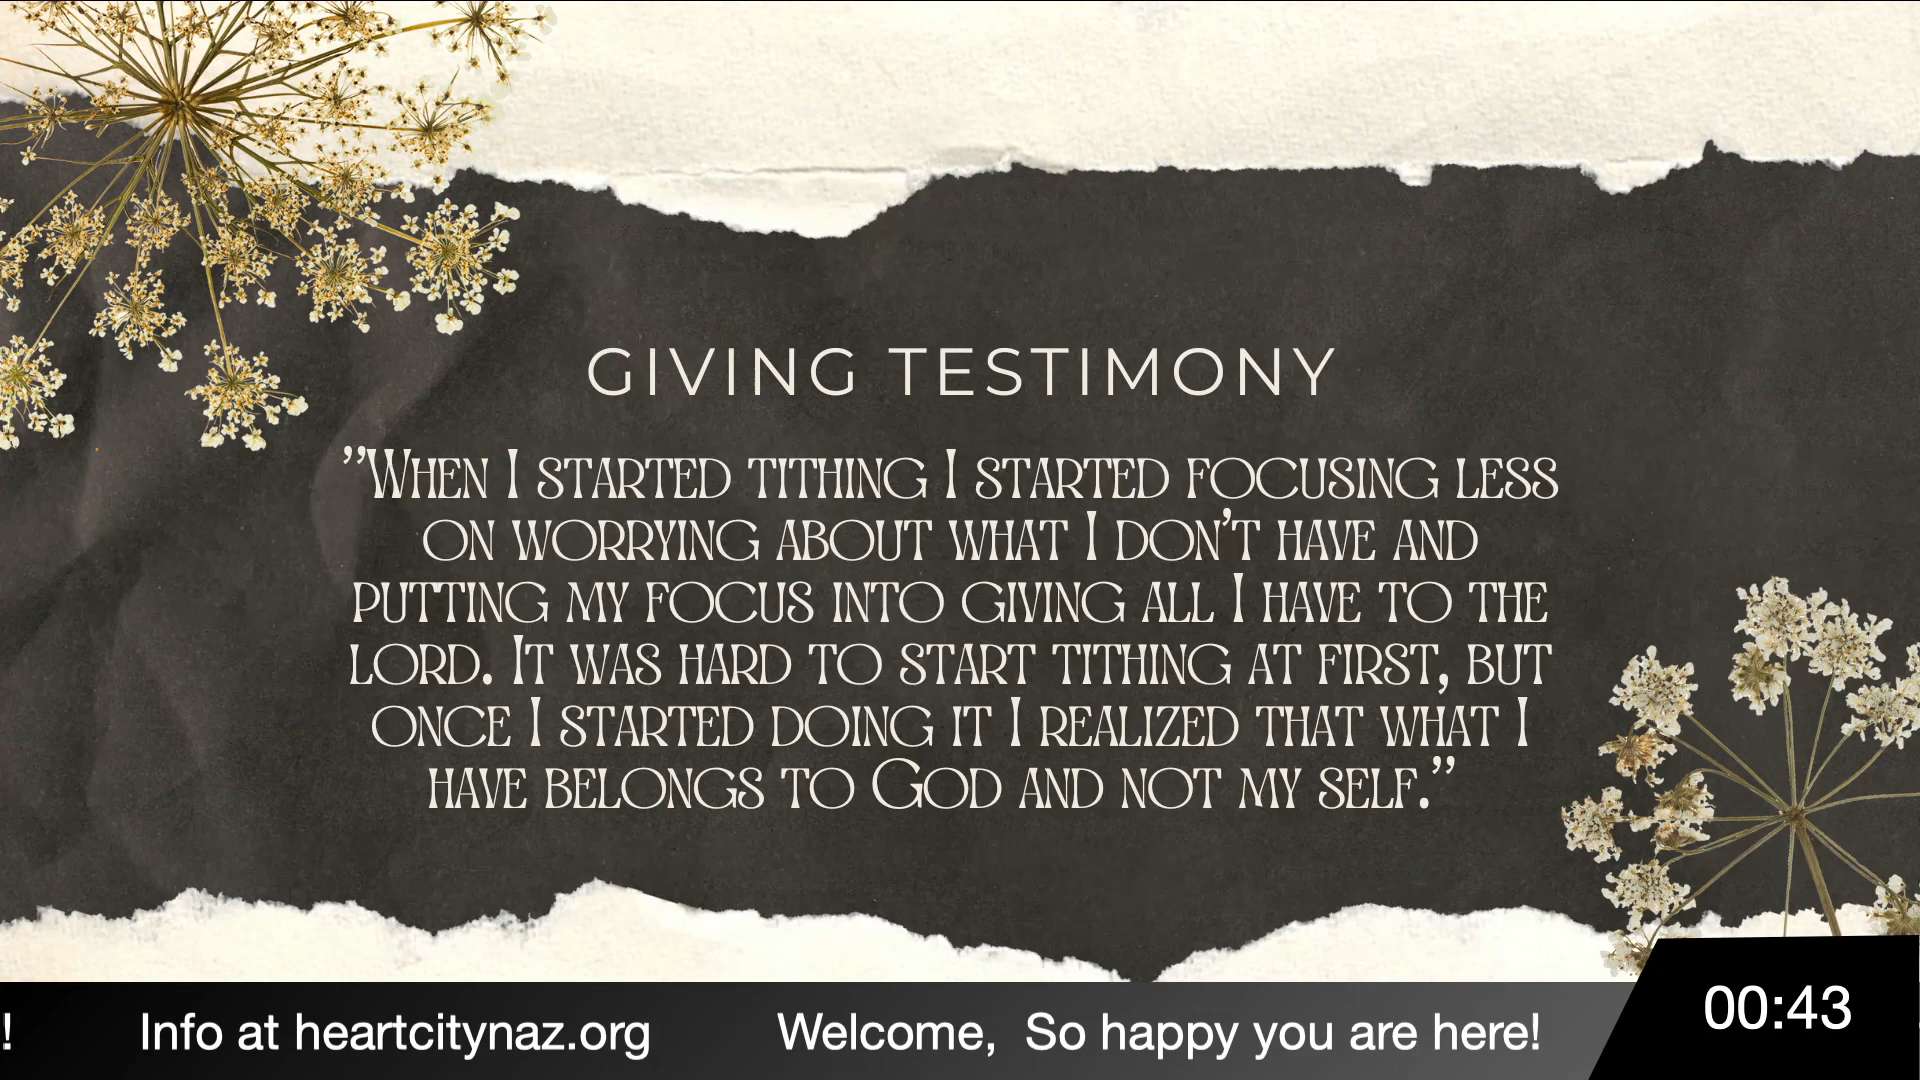 GIVING TESTIMONY
”When I started tithing I started focusing less
on worrying about what I don’t have and
putting my focus into giving all I have to the
lord. It was hard to start tithing at first, but
once I started doing it I realized that what I
have belongs to God and not my self.”
! Info at heartcitynaz.org Welcome, So happy you are here!
00:43